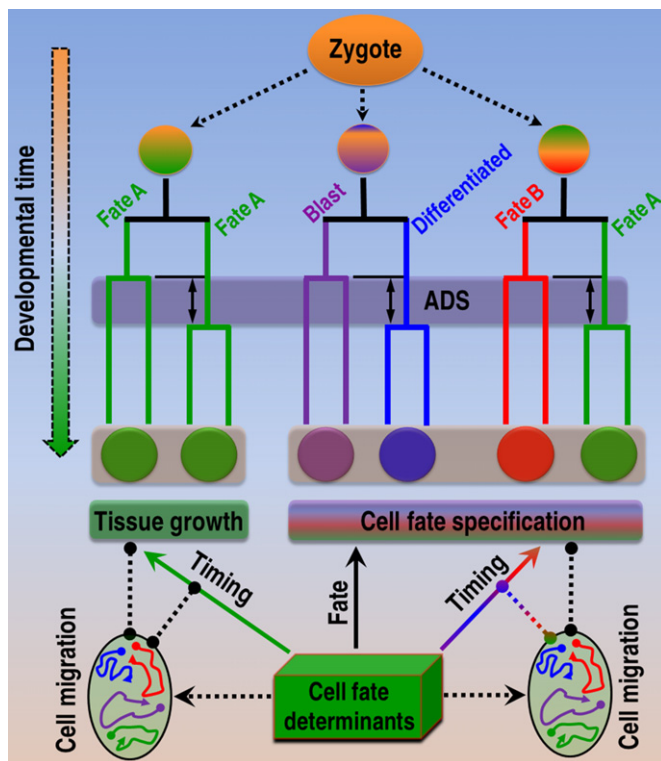 Zygote
Developmental time
Fate A
Fate A
Blast
Differentiated
Fate B
Fate A
ADS
Tissue growth
Cell fate specification
Timing
Fate
Timing
Cell migration
Cell fate
determinants
Cell migration